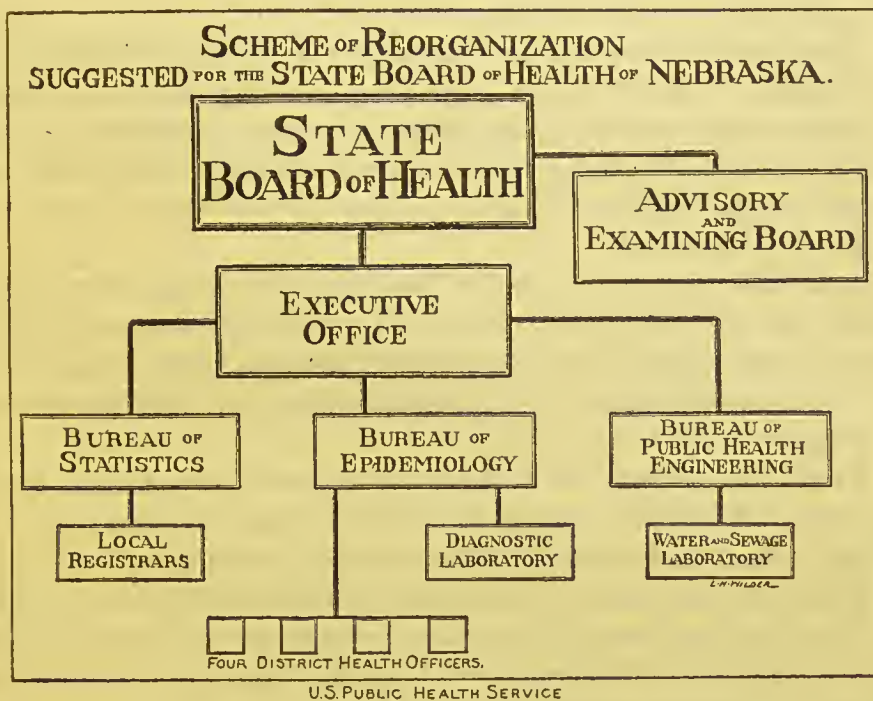 SCHEME OF REORGANIZATION
SUGGESTED FOR THE STATE BOARD OF HEALTH OF NEBRASKA.
STATE
BOARD OF HEALTH
ADVISORY
AND
EXAMINING BOARD
EXECUTIVE
OFFICE
BUREAU OF
STATISTICS
BUREAU OF
EPIDEMIOLOGY
BUREAU OF
PUBLIC HEALTH
ENGINEERING
LOCAL
REGISTRARS
DIAGNOSTIC
LABORATORY
WATER AND SEWAGE
LABORATORY
L.H.WILDER
FOUR DISTRICT HEALTH OFFICERS.
U.S. PUBLIC HEALTH SERVICE